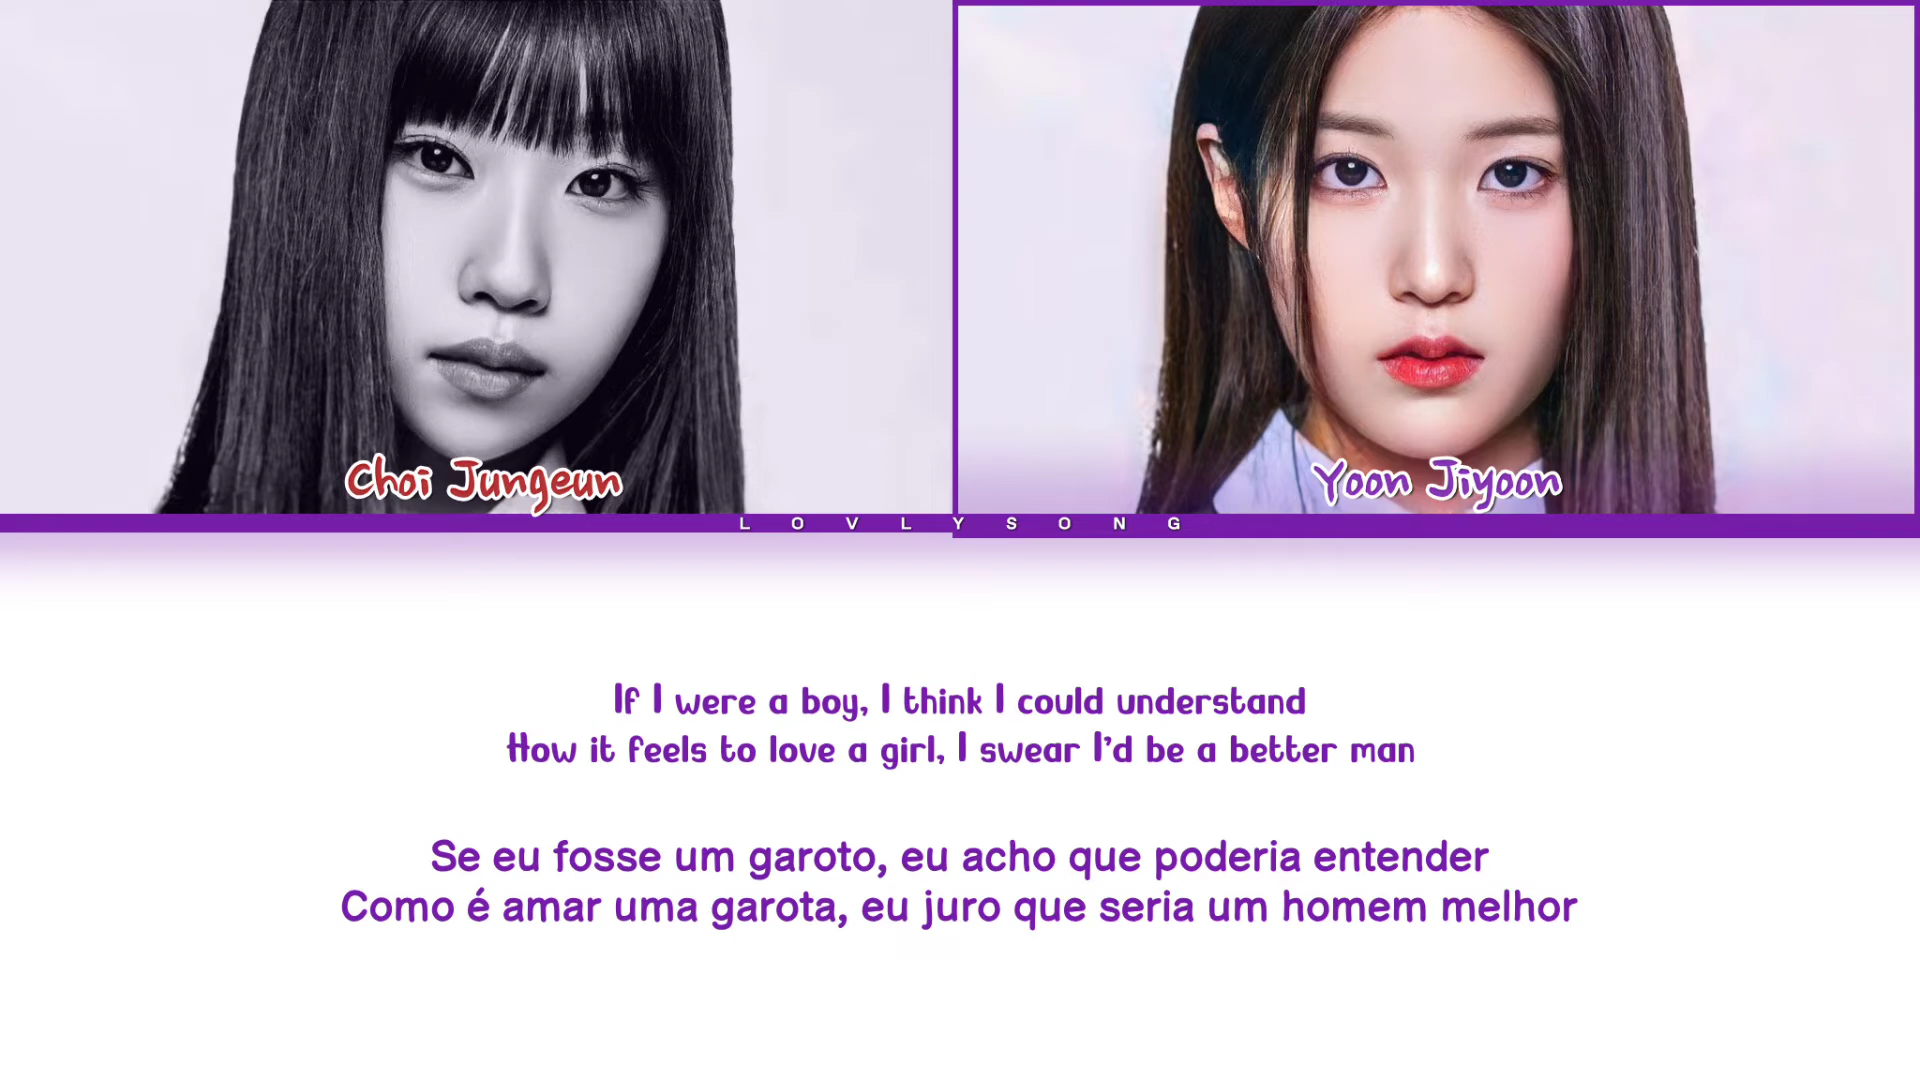 Choi Jungeun
Yoon Jiyoon
LOVLYSONG
If I were a boy, I think I could understand
How it feels to love a girl, I swear I'd be a better man
Se eu fosse um garoto, eu acho que poderia entender
Como é amar uma garota, eu juro que seria um homem melhor